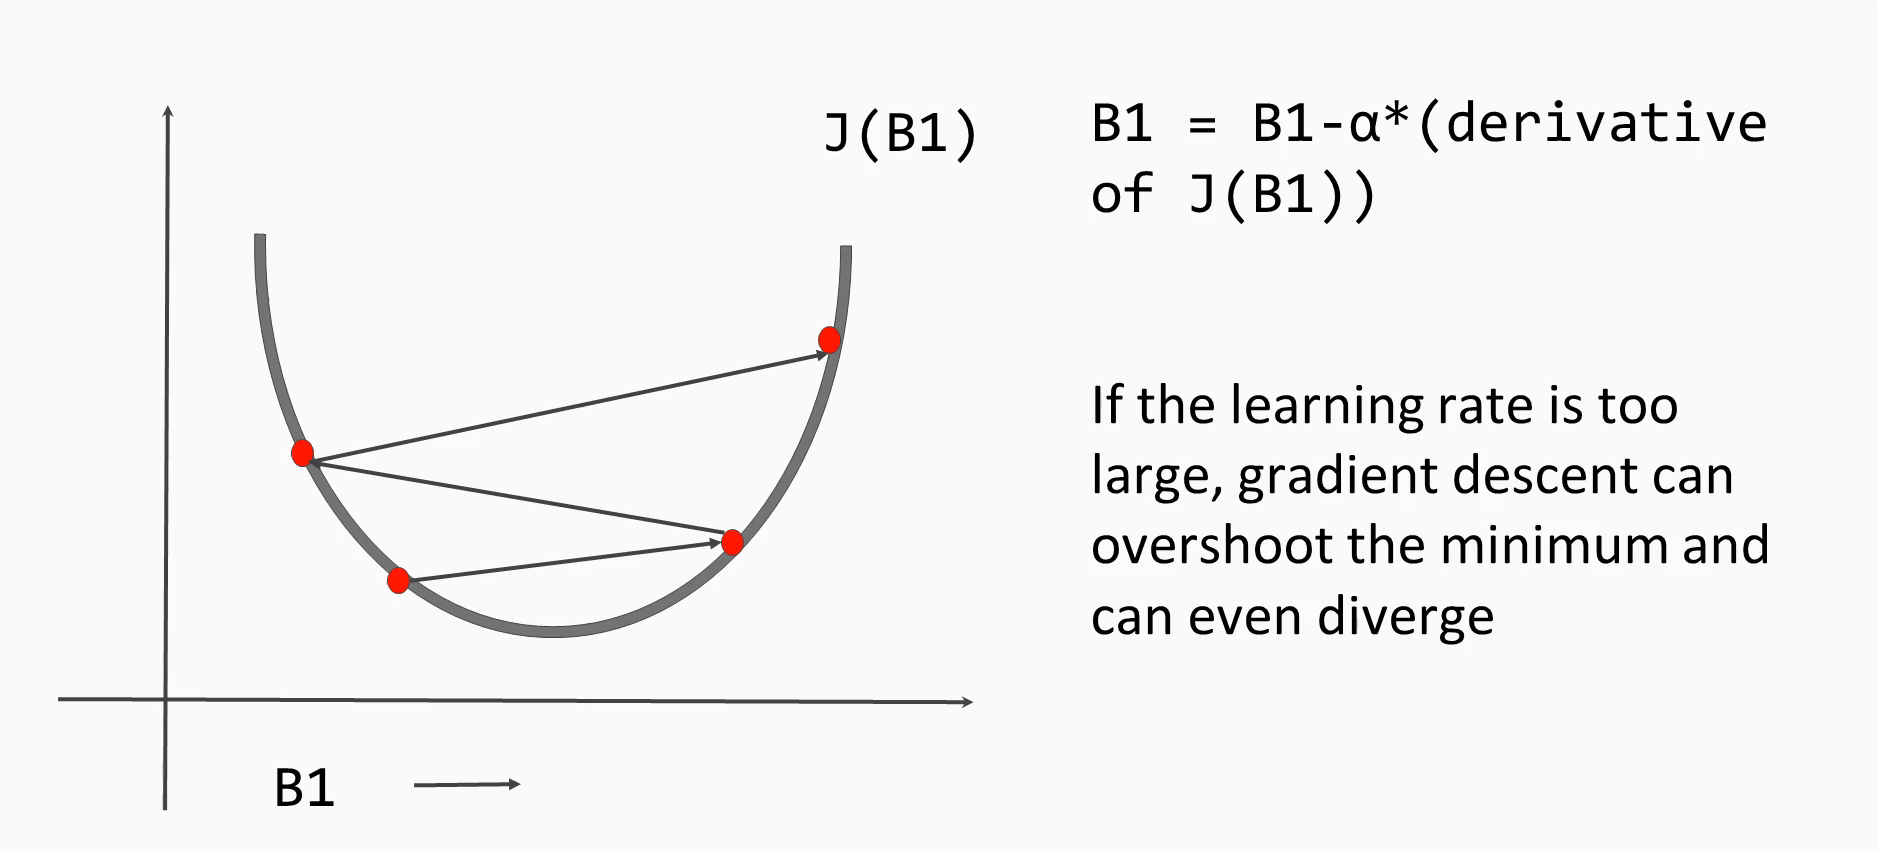 J(B1)
B1 = B1-α*(derivative
of J(B1))
If the learning rate is too
large, gradient descent can
overshoot the minimum and
can even diverge
B1